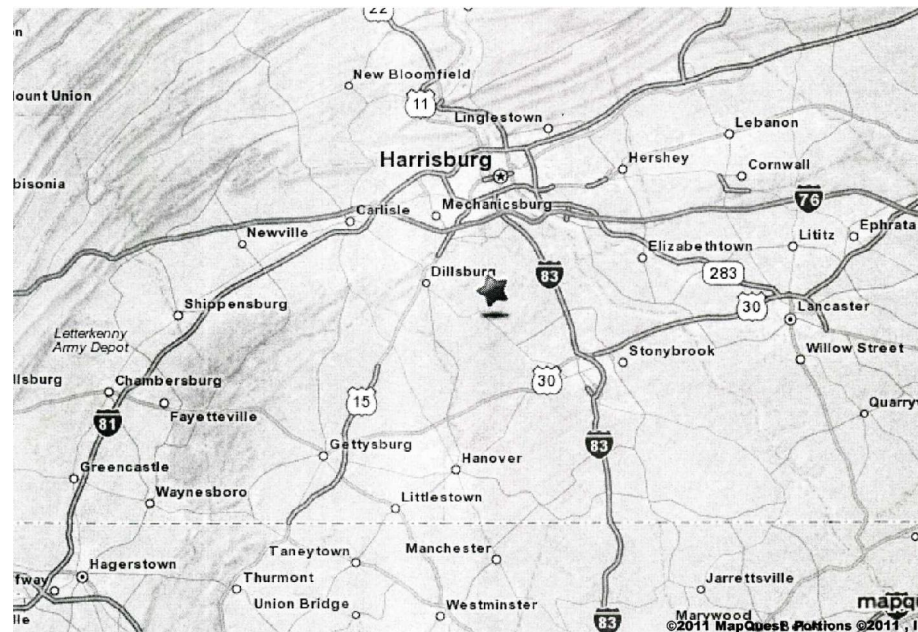 22
New Bloomfield
ount Union
11
Linglestown
Lebanon
Harrisburg
Hershey
Cornwall
bisonia
Mechanicsburg
76
Carlisle
Ephrata
Newville
Elizabethtown
Lititz
Dillsburg
83
283
Shippensburg
30
Lancaster
Letterkenny
Army Depot
Stonybrook
Willow Street
llsburg
Chambersburg
30
15
Fayetteville
Quarryv
81
83
Gettysburg
Hanover
Greencastle
Waynesboro
Littlestown
Taneytown
Manchester
Hagerstown
fway
Thurmont
Jarrettsville
Union Bridge
Westminster
lle
83
Marywood
mapqu
©2011 MapQuest Portions ©2011 , I